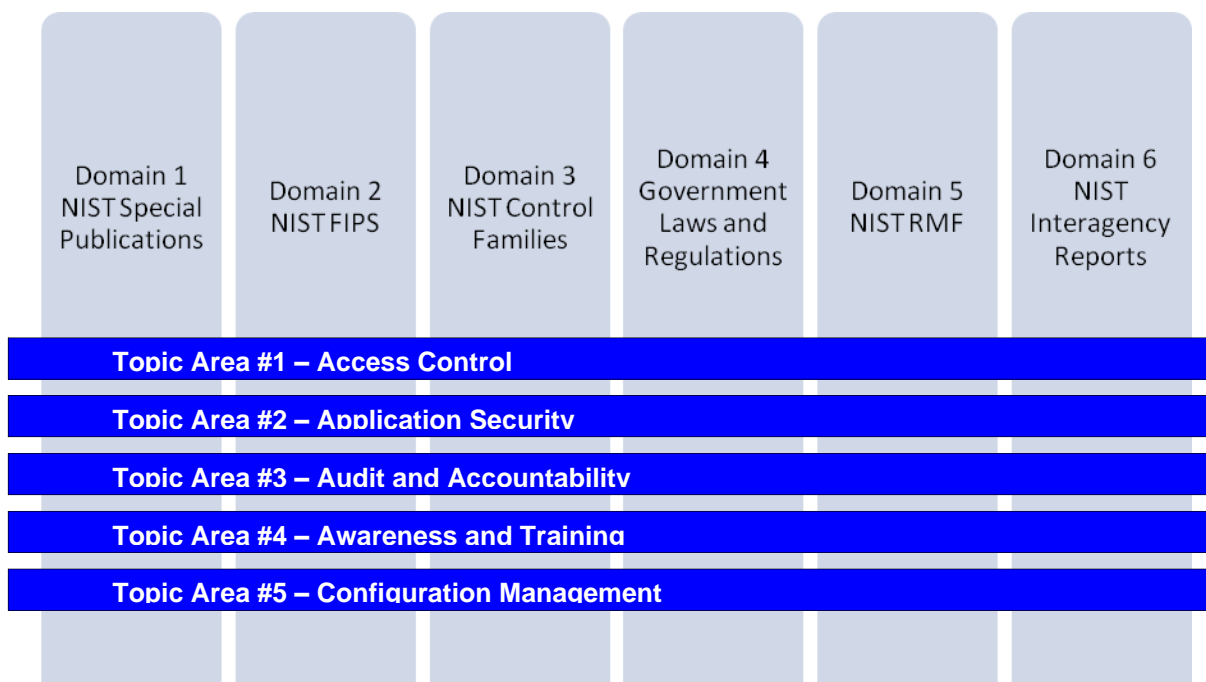 Domain 1
NIST Special
Publications
Domain 2
NIST FIPS
Domain 3
NIST Control
Families
Domain 4
Government
Laws and
Regulations
Domain 5
NIST RMF
Domain 6
NIST
Interagency
Reports
Topic Area #1 – Access Control
Topic Area #2 – Application Security
Topic Area #3 – Audit and Accountability
Topic Area #4 – Awareness and Training
Topic Area #5 – Configuration Management